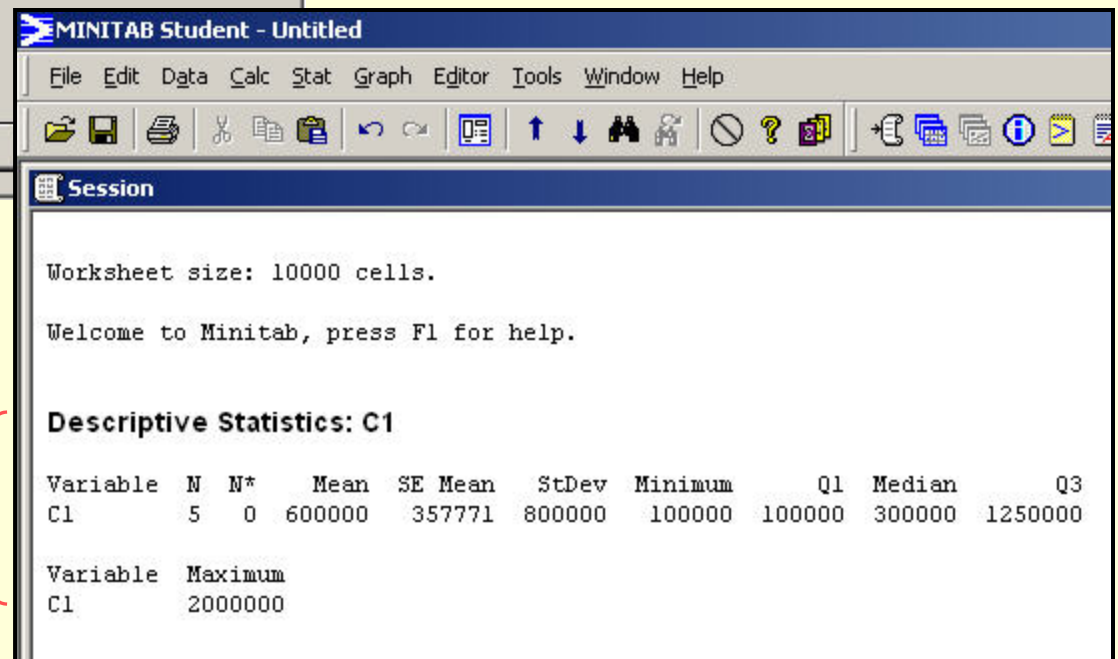 MINITAB Student - Untitled
File Edit Data Calc Stat Graph Editor Tools Window Help
Session
Worksheet size: 10000 cells.
Welcome to Minitab, press F1 for help.
Descriptive Statistics: C1
Variable N N* Mean SE Mean StDev Minimum Q1 Median Q3
C1 5 0 600000 357771 800000 100000 100000 300000 1250000
Variable Maximum
C1 2000000